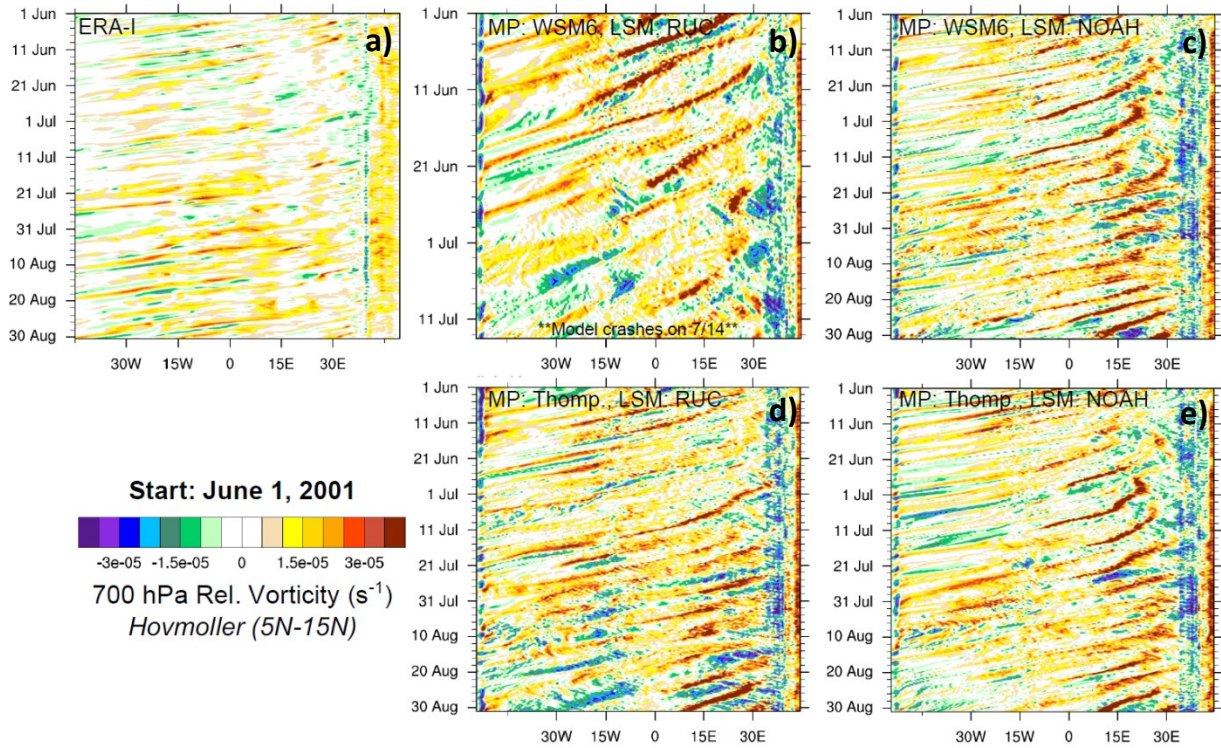 ERA-I
a)
1 Jun
11 Jun
21 Jun
1 Jul
11 Jul
21 Jul
31 Jul
10 Aug
20 Aug
30 Aug
30W 15W 0 15E 30E
MP: WSM6, LSM: RUC
b)
1 Jun
11 Jun
21 Jun
1 Jul
11 Jul
**Model crashes on 7/14**
30W 15W 0 15E 30E
MP: WSM6, LSM: NOAH
c)
1 Jun
11 Jun
21 Jun
1 Jul
11 Jul
21 Jul
31 Jul
10 Aug
20 Aug
30 Aug
30W 15W 0 15E 30E
Start: June 1, 2001
-3e-05 -1.5e-05 0 1.5e-05 3e-05
700 hPa Rel. Vorticity (s⁻¹)
Hovmoller (5N-15N)
MP: Thomp., LSM: RUC
d)
1 Jun
11 Jun
21 Jun
1 Jul
11 Jul
21 Jul
31 Jul
10 Aug
20 Aug
30 Aug
30W 15W 0 15E 30E
MP: Thomp., LSM: NOAH
e)
1 Jun
11 Jun
21 Jun
1 Jul
11 Jul
21 Jul
31 Jul
10 Aug
20 Aug
30 Aug
30W 15W 0 15E 30E